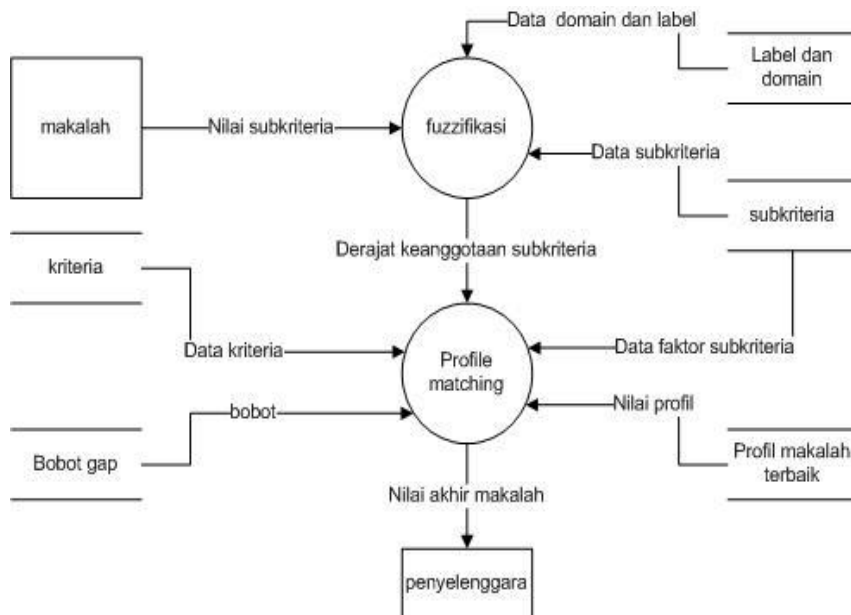 Data domain dan label
Label dan
domain
makalah
Nilai subkriteria
fuzzifikasi
Data subkriteria
subkriteria
Derajat keanggotaan subkriteria
kriteria
Data kriteria
Profile
matching
Data faktor subkriteria
bobot
Nilai profil
Bobot gap
Profil makalah
terbaik
Nilai akhir makalah
penyelenggara